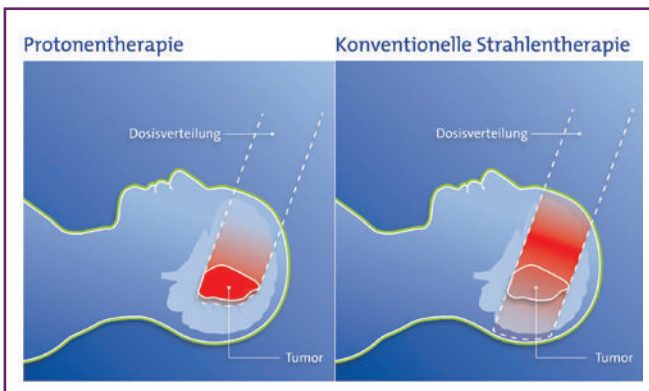 Protonentherapie
Konventionelle Strahlentherapie
Dosisverteilung
Dosisverteilung
Tumor
Tumor